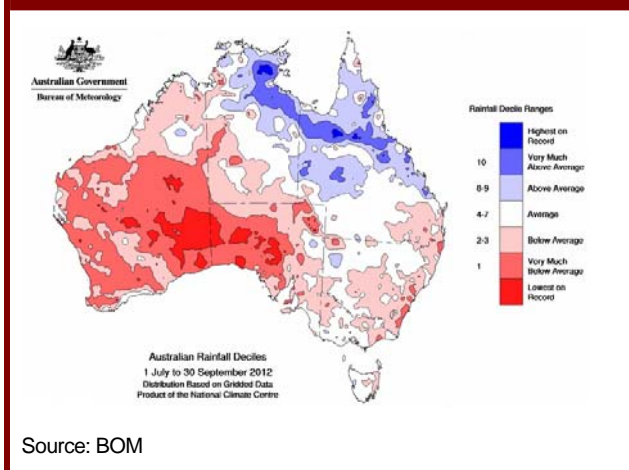 Australian Government
Bureau of Meteorology
Rainfall Decile Ranges
Highest on
Record
10
Very Much
Above Average
8-9
Above Average
4-7
Average
2-3
Below Average
1
Very Much
Below Average
Lowest on
Record
Australian Rainfall Deciles
1 July to 30 September 2012
Distribution Based on Gridded Data
Product of the National Climate Centre
Source: BOM